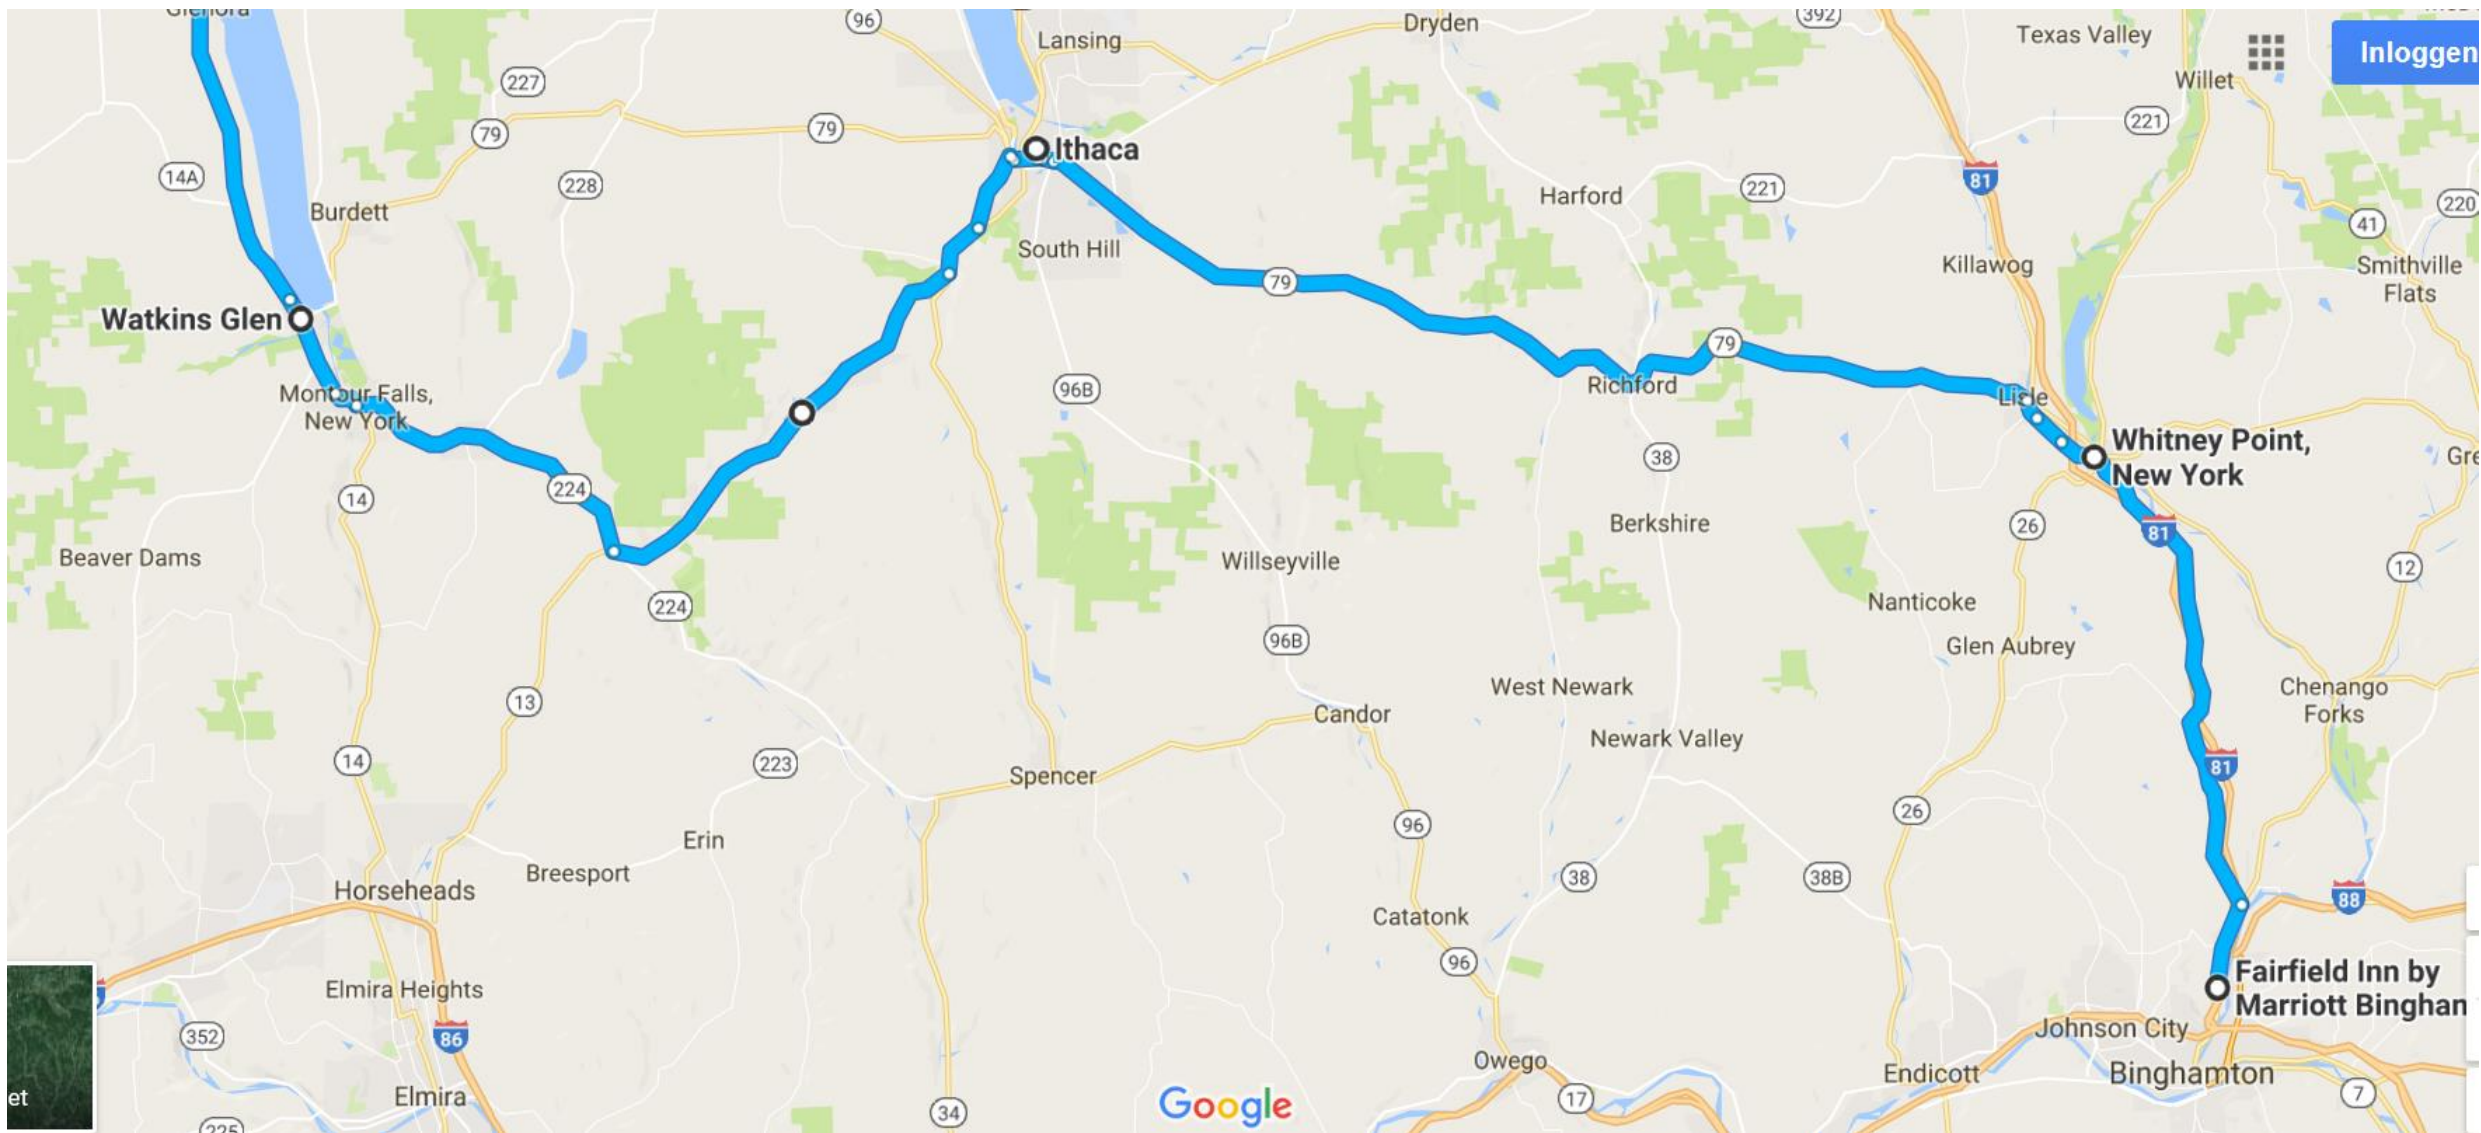 Glenora
96
Lansing
Dryden
392
Texas Valley
Inloggen
Willet
227
79
79
221
14A
Ithaca
228
Burdett
Harford
221
81
220
41
South Hill
Killawog
Smithville
Flats
79
Watkins Glen
79
Montour Falls,
New York
96B
Richford
Lisle
Whitney Point,
New York
Gre
38
224
14
Berkshire
26
81
Beaver Dams
Willseyville
12
224
Nanticoke
96B
Glen Aubrey
West Newark
Chenango
Forks
13
Candor
Newark Valley
14
223
Spencer
81
Erin
96
26
Breesport
38
38B
Horseheads
88
Catatonk
96
Elmira Heights
Fairfield Inn by
Marriott Bingham
352
86
Johnson City
Owego
Endicott
Binghamton
et
Elmira
Google
34
17
7
225